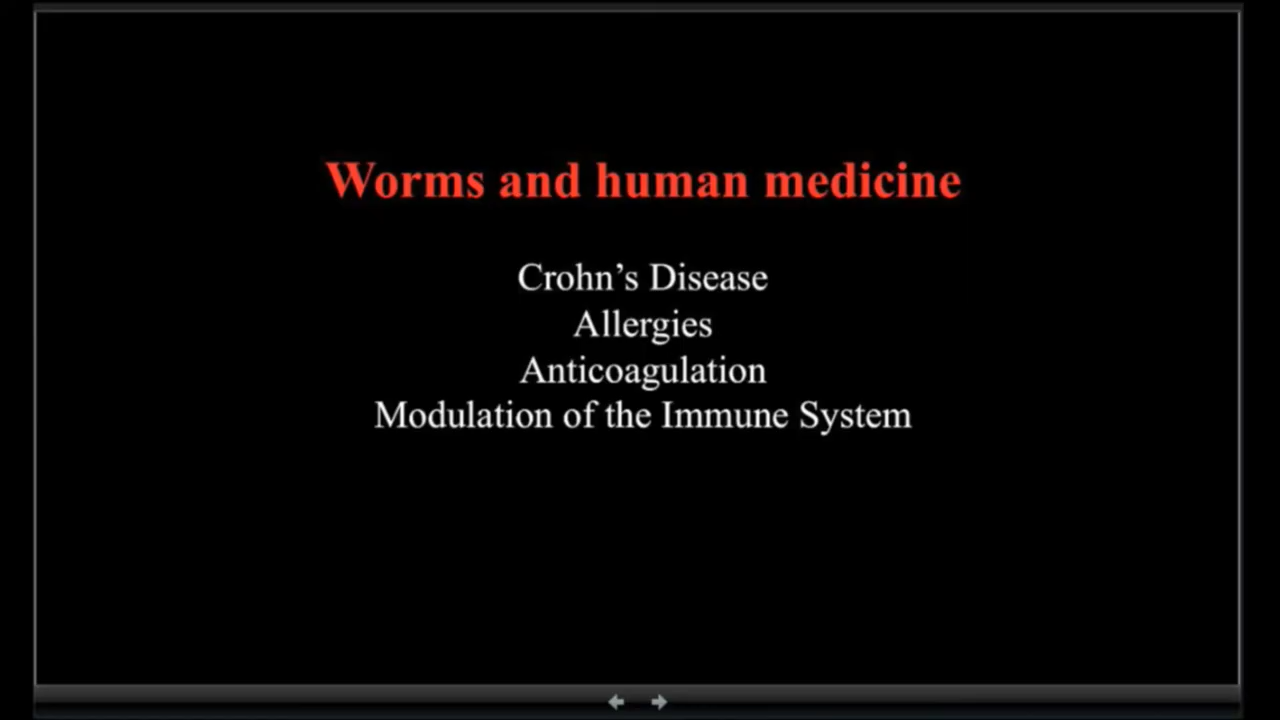 Worms and human medicine
Crohn’s Disease
Allergies
Anticoagulation
Modulation of the Immune System